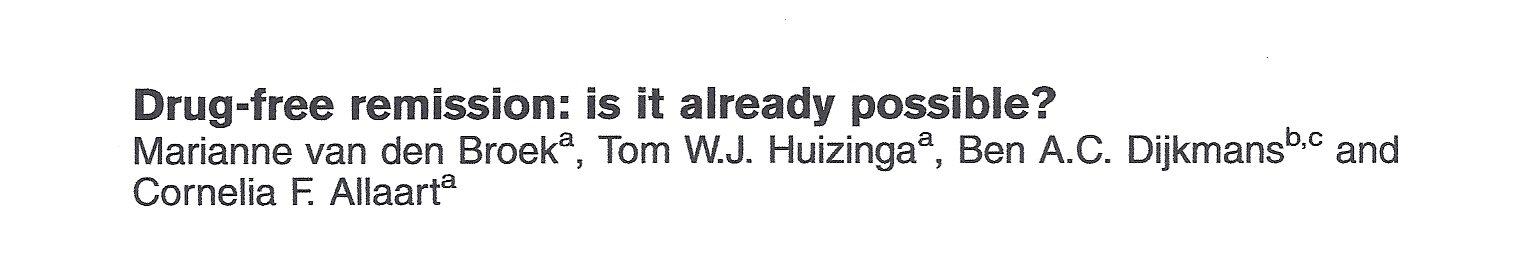 Drug-free remission: is it already possible?
Marianne van den Broekᵃ, Tom W.J. Huizingaᵃ, Ben A.C. Dijkmansᵇ,ᶜ and
Cornelia F. Allaartᵃ